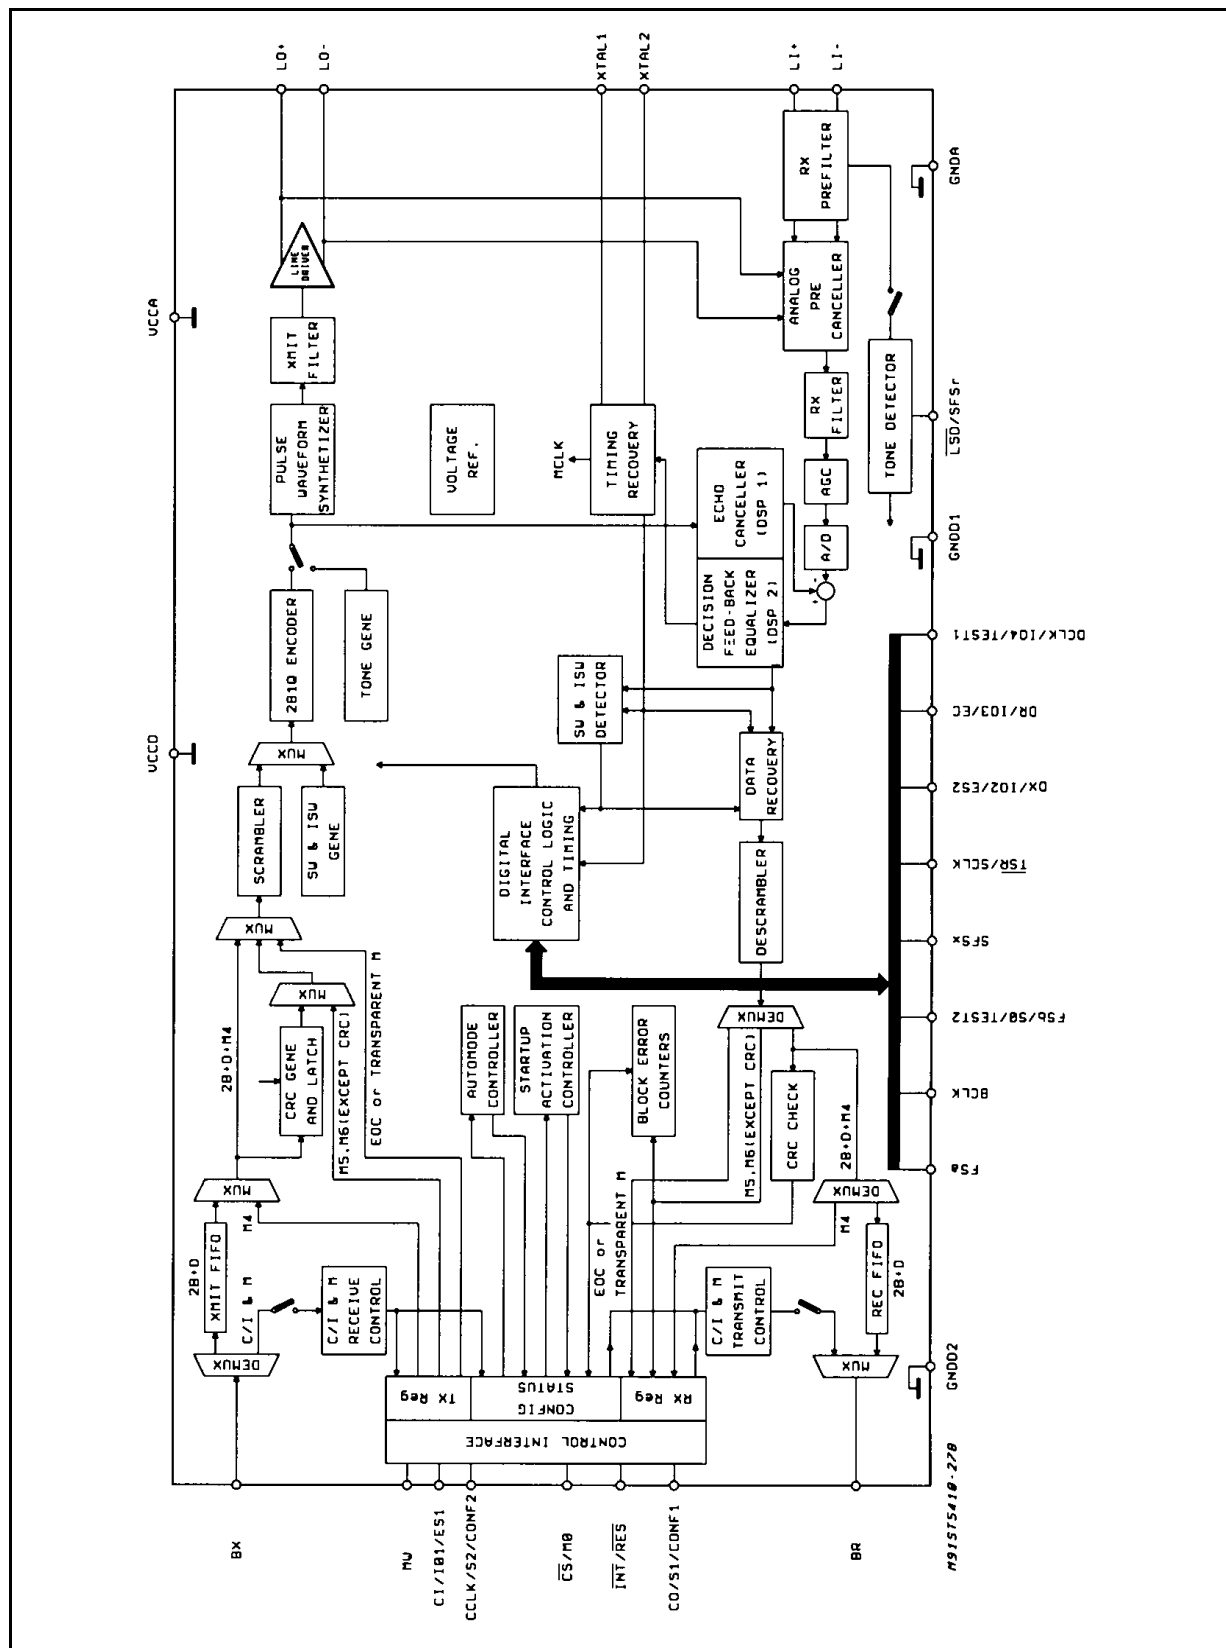 LO+
LO-
XTAL1
XTAL2
LI+
LI-
VCCA
VCCD
GNDA
LSD/SFSr
GNDD1
DCLK/IO4/TEST1
DR/IO3/EC
DX/IO2/ES2
TSR/SCLK
SFSx
FSb/S0/TEST2
BCLK
FSa
GNDD2
BX
MW
CI/IO1/ES1
CCLK/S2/CONF2
CS/M0
INT/RES
CO/S1/CONF1
BR
LINE
DRIVER
XMIT
FILTER
PULSE
WAVEFORM
SYNTHETIZER
2B1Q ENCODER
TONE GENE
MUX
SCRAMBLER
SW & ISW
GENE
MUX
MUX
CRC GENE
AND LATCH
2B+D+M4
M5,M6(EXCEPT CRC)
EOC or TRANSPARENT M
MUX
M4
2B+D
XMIT FIFO
C/I & M
DEMUX
C/I & M
RECEIVE
CONTROL
VOLTAGE
REF.
MCLK
TIMING
RECOVERY
ECHO
CANCELLER
(DSP 1)
DECISION
FEED-BACK
EQUALIZER
(DSP 2)
SW & ISW
DETECTOR
DIGITAL
INTERFACE
CONTROL LOGIC
AND TIMING
DATA
RECOVERY
DESCRAMBLER
DEMUX
AUTOMODE
CONTROLLER
STARTUP
ACTIVATION
CONTROLLER
BLOCK ERROR
COUNTERS
M5,M6(EXCEPT CRC)
CRC CHECK
2B+D+M4
EOC or
TRANSPARENT M
DEMUX
M4
REC FIFO
2B+D
C/I & M
TRANSMIT
CONTROL
MUX
TX Reg
CONFIG
STATUS
RX Reg
CONTROL INTERFACE
RX
PREFILTER
ANALOG
PRE
CANCELLER
RX
FILTER
AGC
A/D
+
-
TONE DETECTOR
M91ST5410-27B